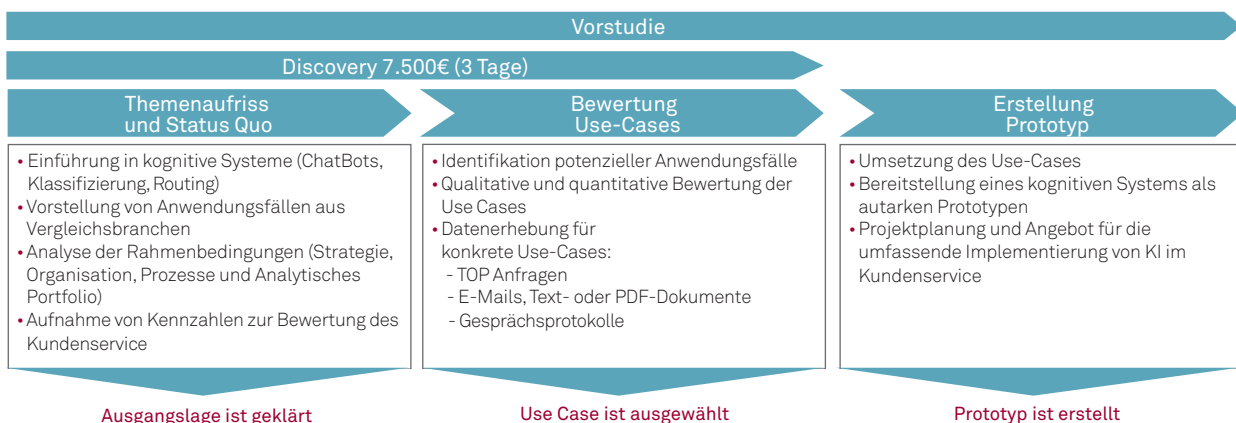 Vorstudie
Discovery 7.500€ (3 Tage)
Themenaufriss
und Status Quo
• Einführung in kognitive Systeme (ChatBots,
Klassifizierung, Routing)
• Vorstellung von Anwendungsfällen aus
Vergleichsbranchen
• Analyse der Rahmenbedingungen (Strategie,
Organisation, Prozesse und Analytisches
Portfolio)
• Aufnahme von Kennzahlen zur Bewertung des
Kundenservice
Ausgangslage ist geklärt
Bewertung
Use-Cases
• Identifikation potenzieller Anwendungsfälle
• Qualitative und quantitative Bewertung der
Use Cases
• Datenerhebung für
konkrete Use-Cases:
- TOP Anfragen
- E-Mails, Text- oder PDF-Dokumente
- Gesprächsprotokolle
Use Case ist ausgewählt
Erstellung
Prototyp
• Umsetzung des Use-Cases
• Bereitstellung eines kognitiven Systems als
autarken Prototypen
• Projektplanung und Angebot für die
umfassende Implementierung von KI im
Kundenservice
Prototyp ist erstellt